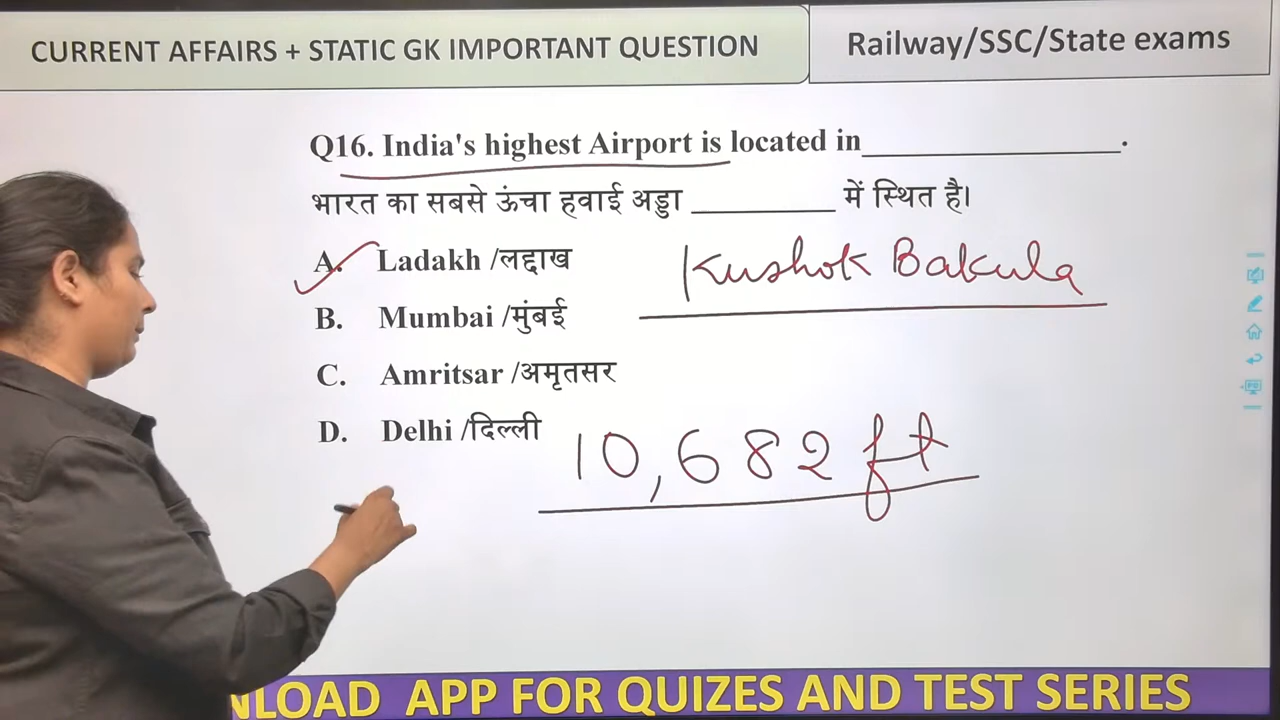 CURRENT AFFAIRS + STATIC GK IMPORTANT QUESTION
Railway/SSC/State exams
Q16. India's highest Airport is located in_______________.
भारत का सबसे ऊंचा हवाई अड्डा _________ में स्थित है।
A. Ladakh /लद्दाख
Kushok Bakula
B. Mumbai /मुंबई
C. Amritsar /अमृतसर
D. Delhi /दिल्ली
10,682 ft
NLOAD APP FOR QUIZES AND TEST SERIES